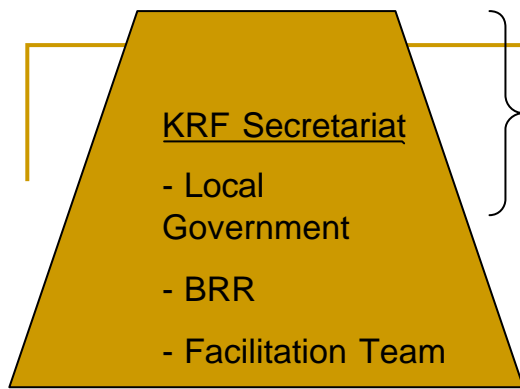 KRF Secretariat
- Local
Government
- BRR
- Facilitation Team